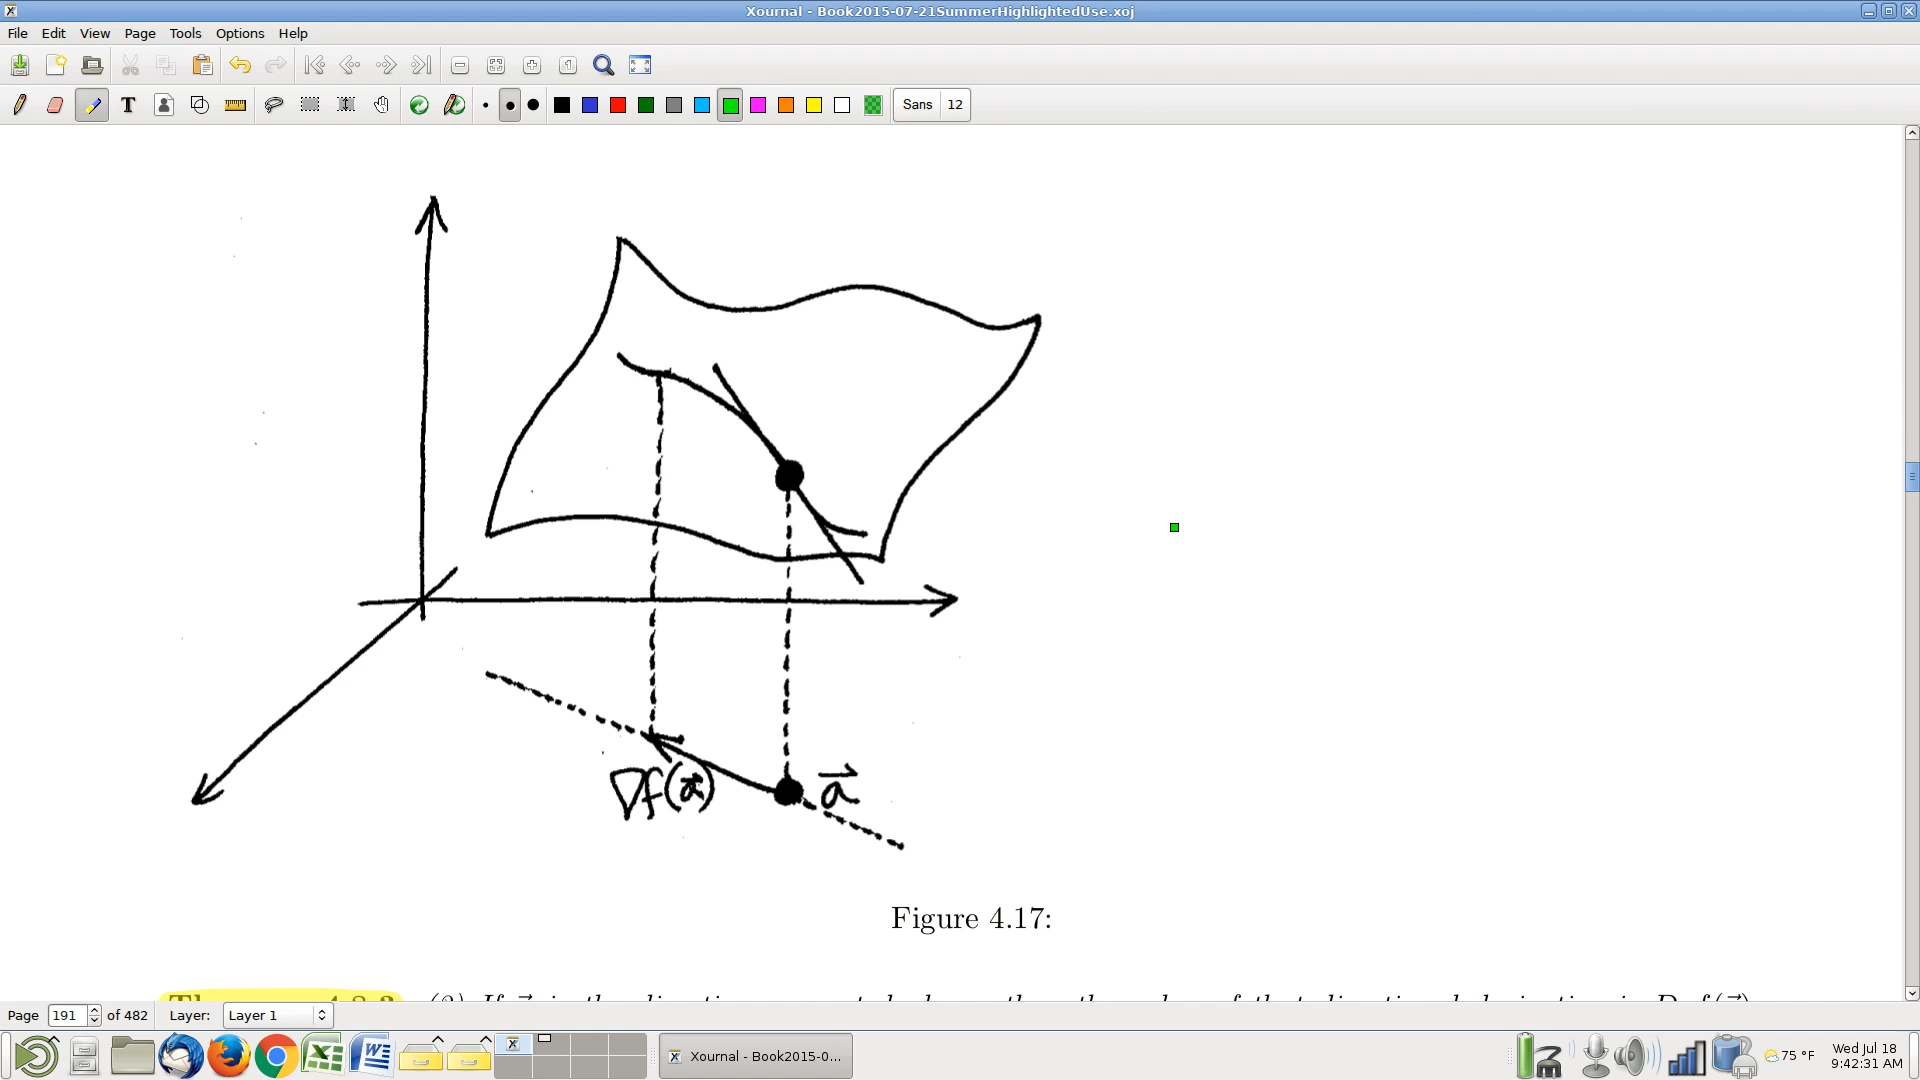 Xournal - Book2015-07-21SummerHighlightedUse.xoj
File Edit View Page Tools Options Help
Sans 12
∇f(a⃗)
a⃗
Figure 4.17:
Page 191 of 482 Layer: Layer 1
Xournal - Book2015-0...
75 °F
Wed Jul 18
9:42:31 AM